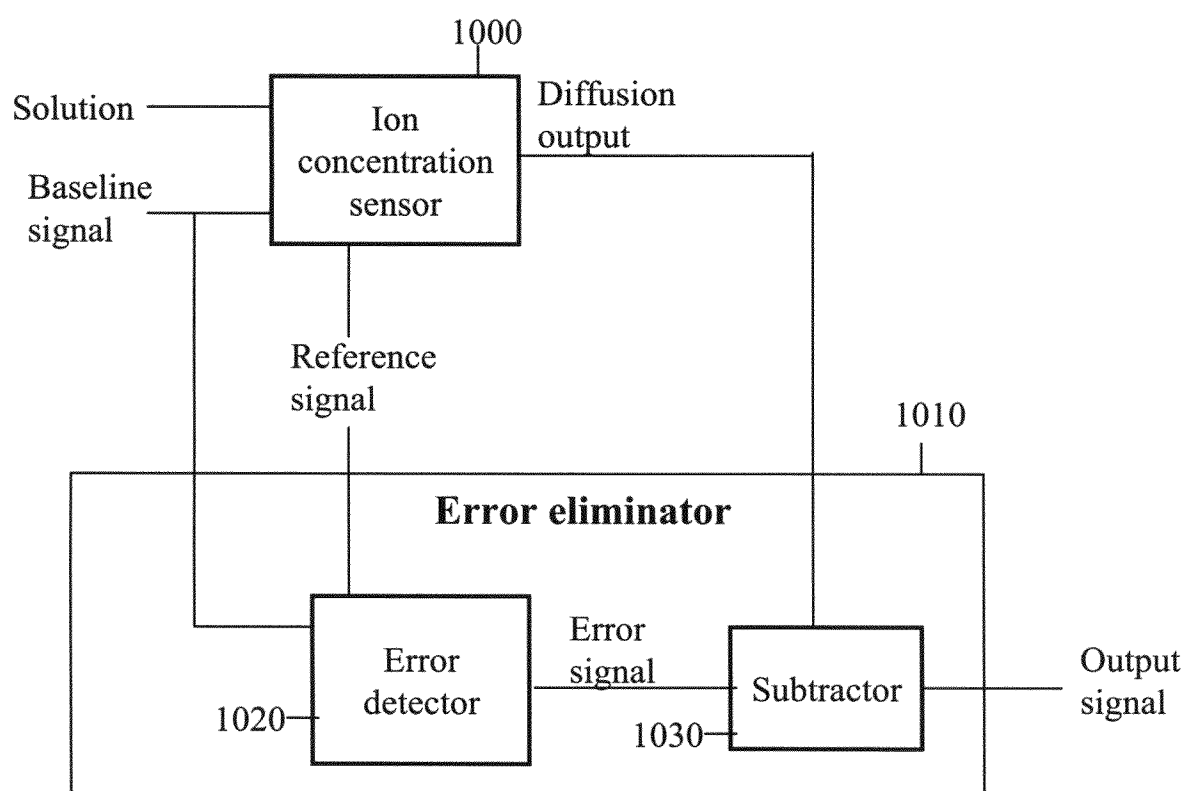 1000
Solution
Ion
concentration
sensor
Diffusion
output
Baseline
signal
Reference
signal
1010
Error eliminator
Error
detector
1020
Error
signal
Subtractor
1030
Output
signal